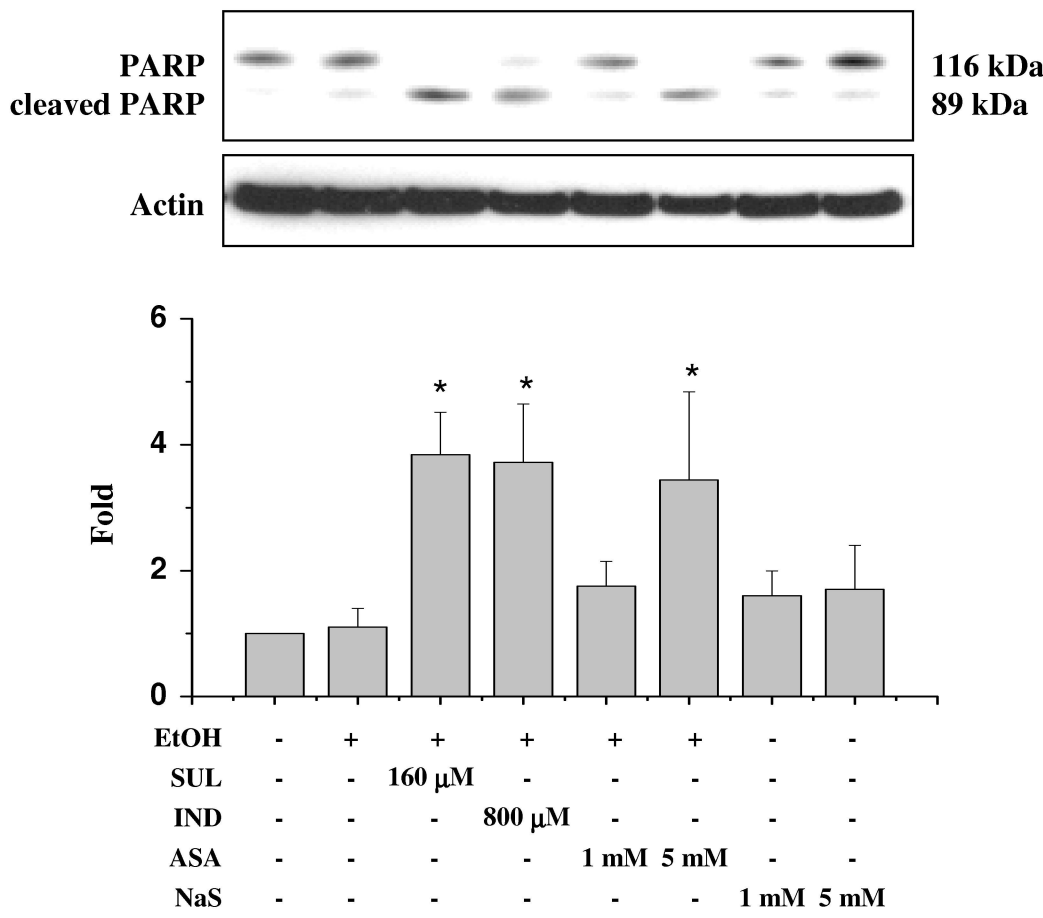 PARP 116 kDa
cleaved PARP 89 kDa
Actin
6
4
2
0
Fold
* * *
EtOH - + + + + + - -
SUL - - 160 μM - - - - -
IND - - - 800 μM - - - -
ASA - - - - 1 mM 5 mM - -
NaS - - - - - - 1 mM 5 mM